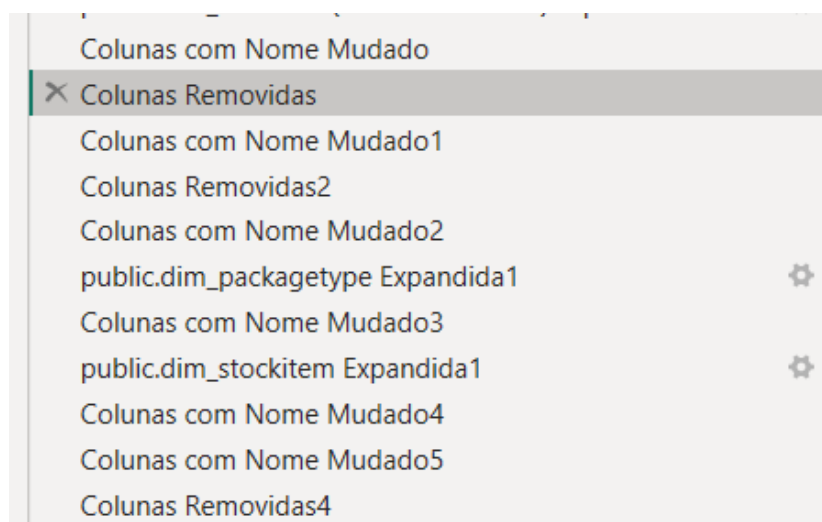 Colunas com Nome Mudado
Colunas Removidas
Colunas com Nome Mudado1
Colunas Removidas2
Colunas com Nome Mudado2
public.dim_packagetype Expandida1
Colunas com Nome Mudado3
public.dim_stockitem Expandida1
Colunas com Nome Mudado4
Colunas com Nome Mudado5
Colunas Removidas4